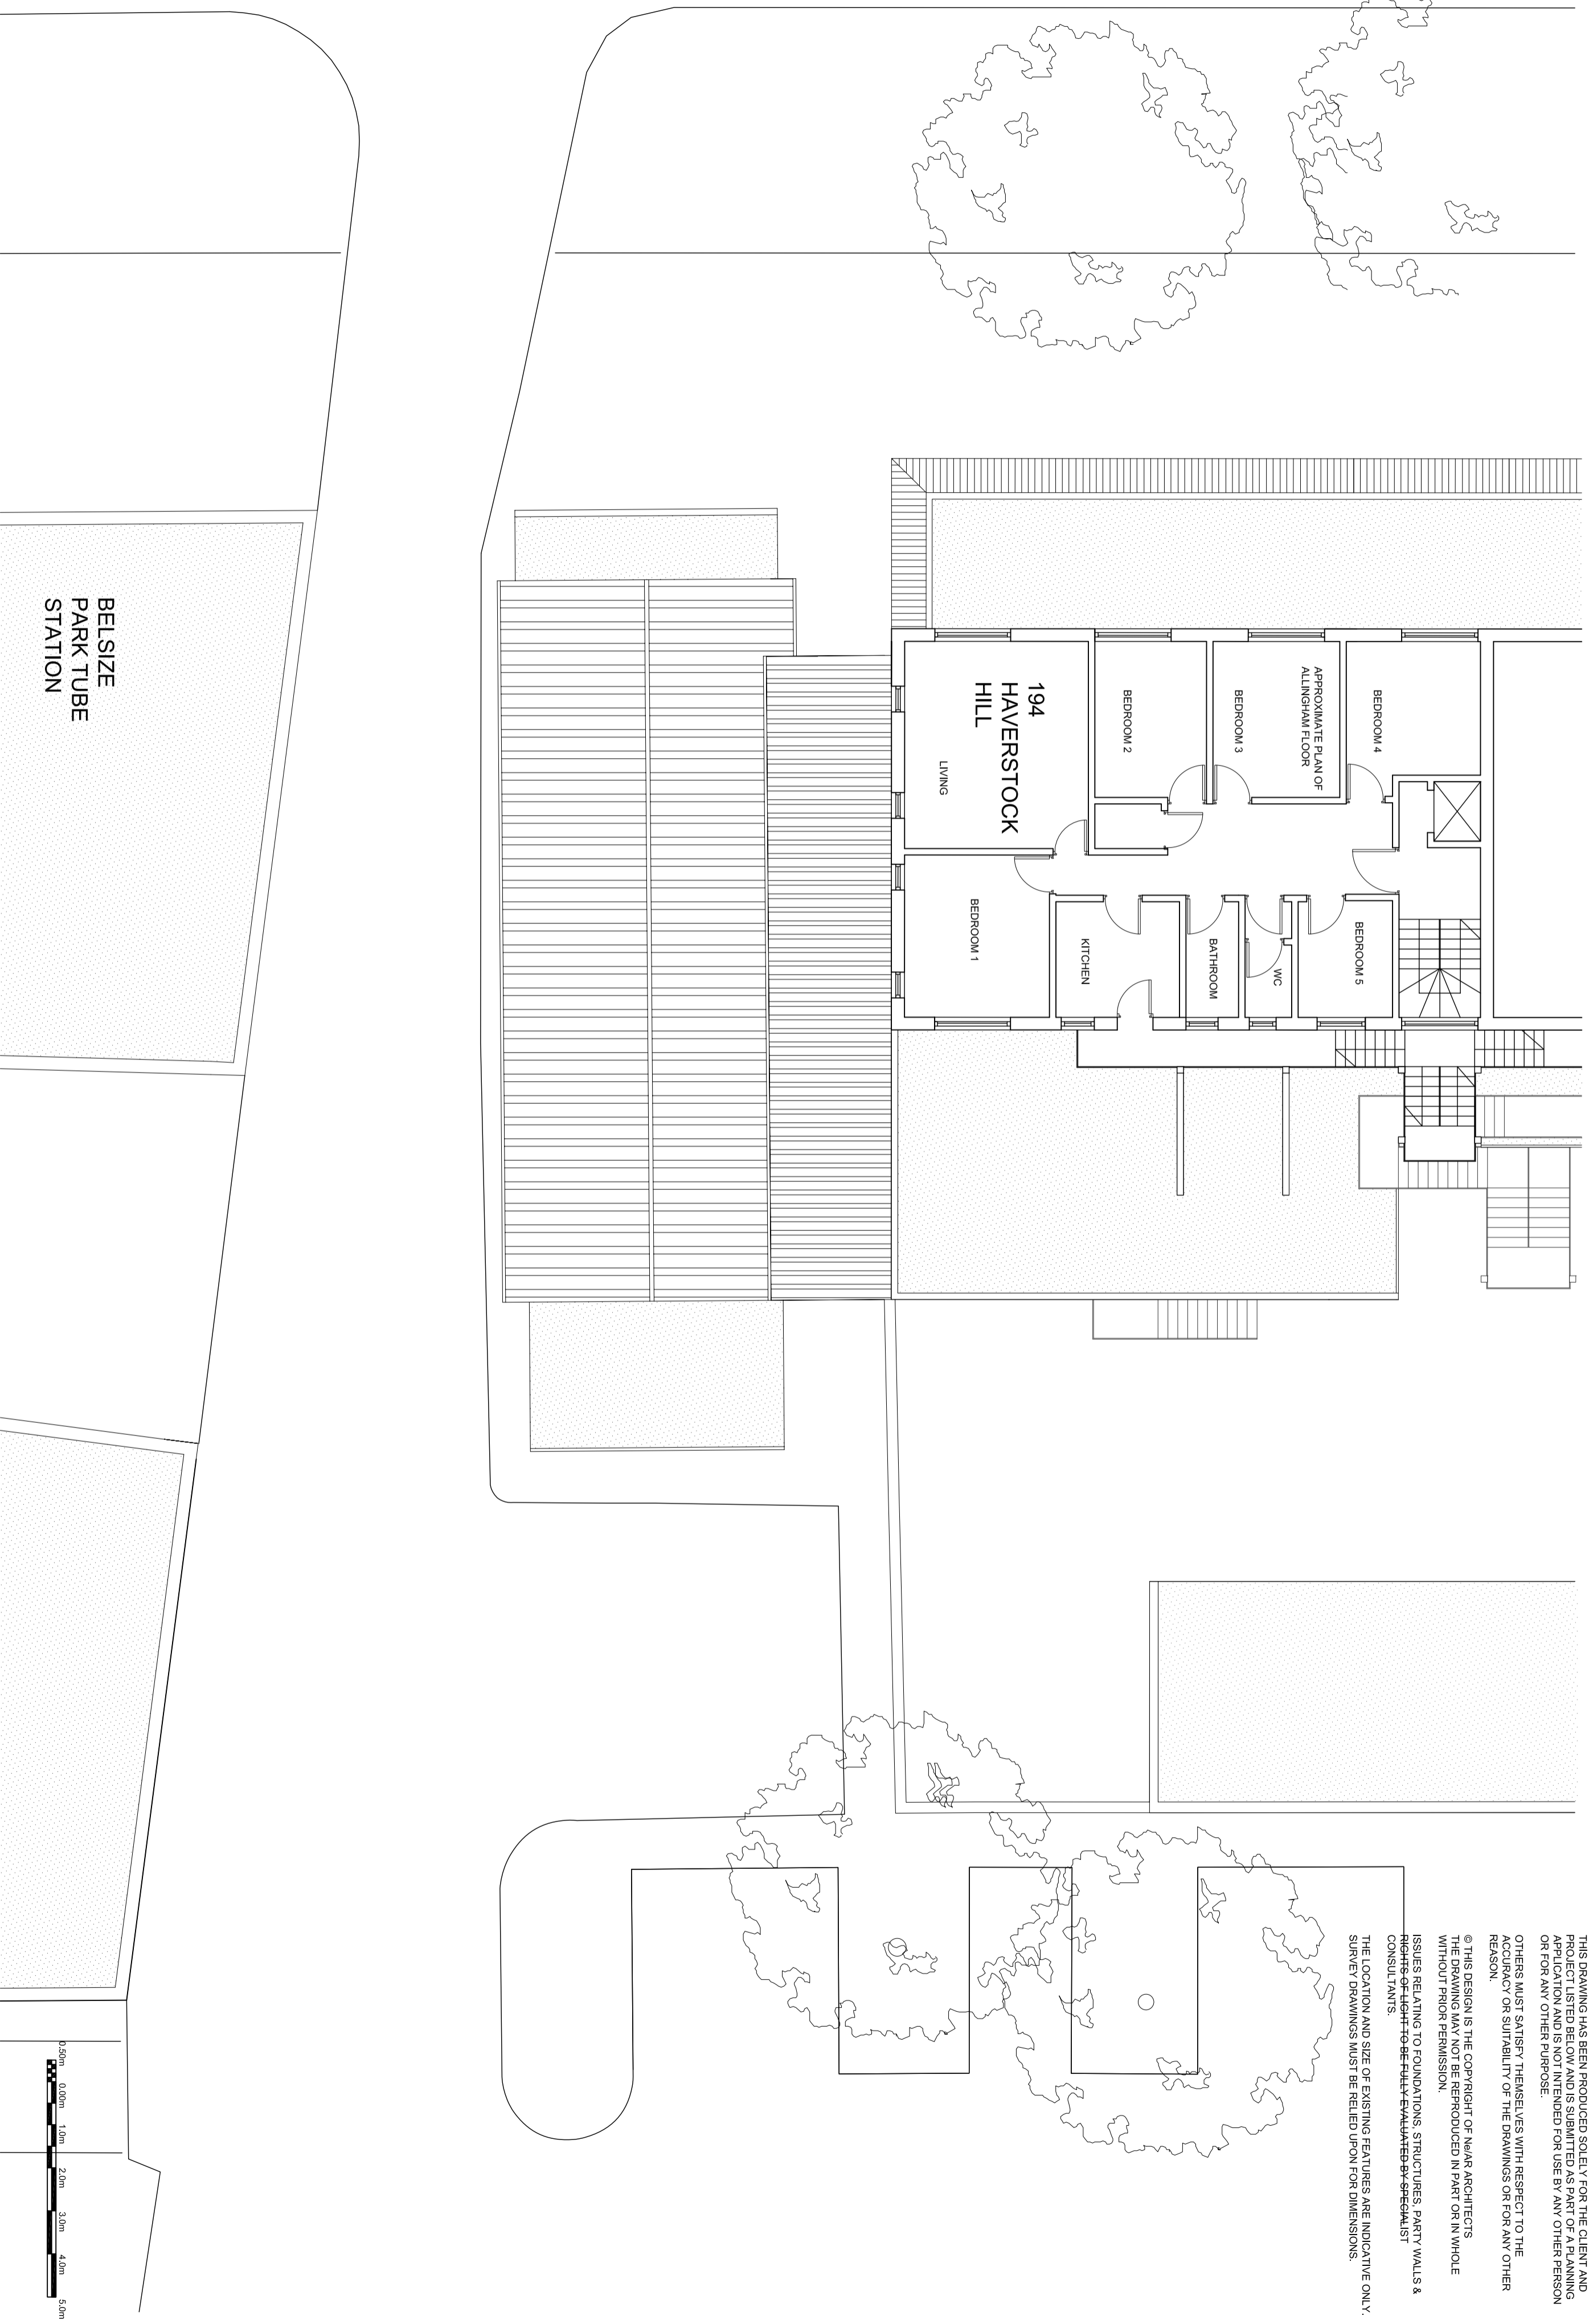 THIS DRAWING HAS BEEN PRODUCED SOLELY FOR THE CLIENT AND
PROJECT LISTED BELOW AND IS SUBMITTED AS PART OF A PLANNING
APPLICATION AND IS NOT INTENDED FOR USE BY ANY OTHER PERSON
OR FOR ANY OTHER PURPOSE.
OTHERS MUST SATISFY THEMSELVES WITH RESPECT TO THE
ACCURACY OR SUITABILITY OF THE DRAWINGS OR FOR ANY OTHER
REASON.
© THIS DESIGN IS THE COPYRIGHT OF Ne/AR ARCHITECTS
THE DRAWING MAY NOT BE REPRODUCED IN PART OR IN WHOLE
WITHOUT PRIOR PERMISSION.
ISSUES RELATING TO FOUNDATIONS, STRUCTURES, PARTY WALLS &
RIGHTS OF LIGHT TO BE FULLY EVALUATED BY SPECIALIST
CONSULTANTS.
THE LOCATION AND SIZE OF EXISTING FEATURES ARE INDICATIVE ONLY.
SURVEY DRAWINGS MUST BE RELIED UPON FOR DIMENSIONS.
BEDROOM 4
APPROXIMATE PLAN OF
ALLINGHAM FLOOR
BEDROOM 3
BEDROOM 2
194
HAVERSTOCK
HILL
LIVING
BEDROOM 5
WC
BATHROOM
KITCHEN
BEDROOM 1
BELSIZE
PARK TUBE
STATION
0.50m 0.00m 1.0m 2.0m 3.0m 4.0m 5.0m